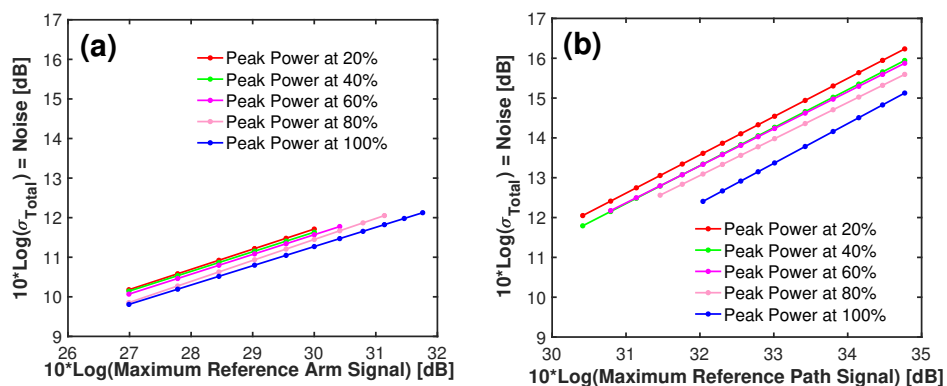 (a)
10*Log(σTotal) = Noise [dB]
17
16
15
14
13
12
11
10
9
Peak Power at 20%
Peak Power at 40%
Peak Power at 60%
Peak Power at 80%
Peak Power at 100%
26 27 28 29 30 31 32
10*Log(Maximum Reference Arm Signal) [dB]
(b)
10*Log(σTotal) = Noise [dB]
17
16
15
14
13
12
11
10
9
Peak Power at 20%
Peak Power at 40%
Peak Power at 60%
Peak Power at 80%
Peak Power at 100%
30 31 32 33 34 35
10*Log(Maximum Reference Path Signal) [dB]